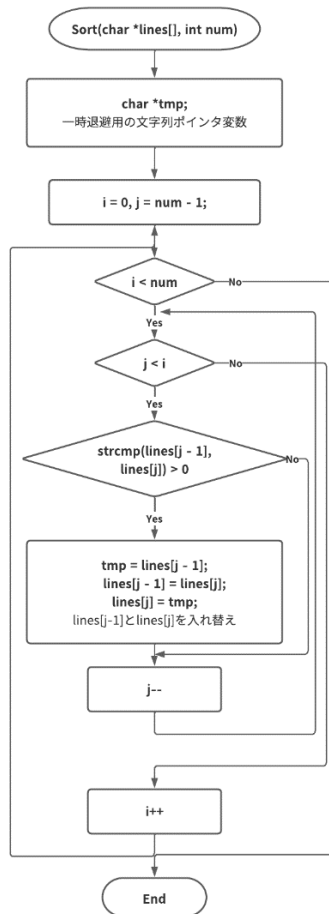 Sort(char *lines[], int num)
char *tmp;
一時退避用の文字列ポインタ変数
i = 0, j = num - 1;
i < num
No
Yes
j < i
No
Yes
strcmp(lines[j - 1],
lines[j]) > 0
No
Yes
tmp = lines[j - 1];
lines[j - 1] = lines[j];
lines[j] = tmp;
lines[j-1]とlines[j]を入れ替え
j--
i++
End